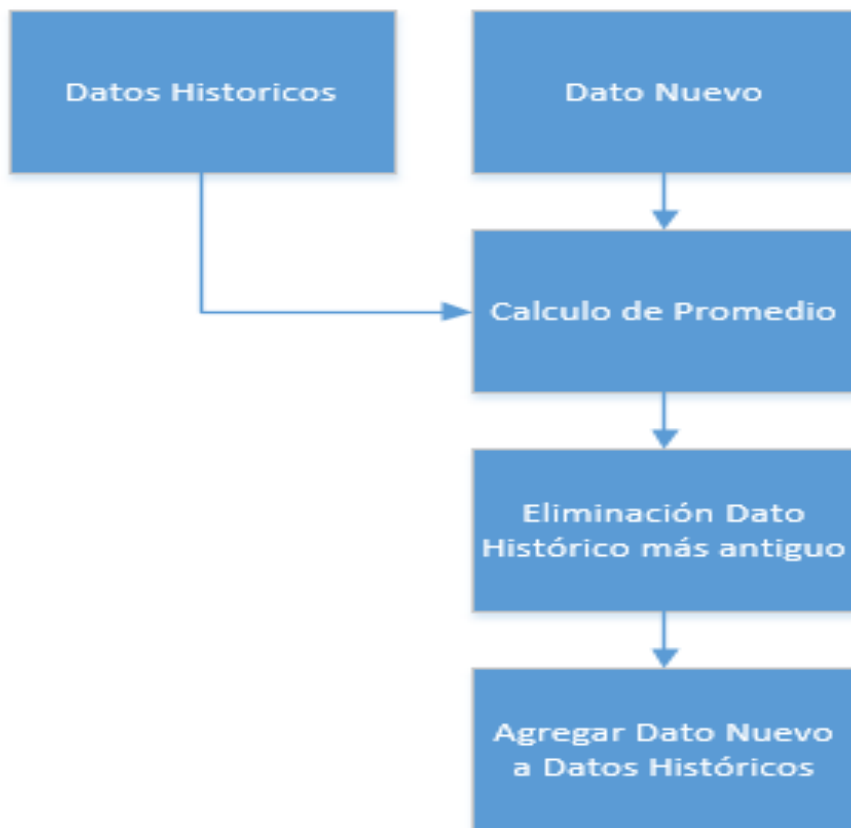 Datos Historicos
Dato Nuevo
Calculo de Promedio
Eliminación Dato
Histórico más antiguo
Agregar Dato Nuevo
a Datos Históricos